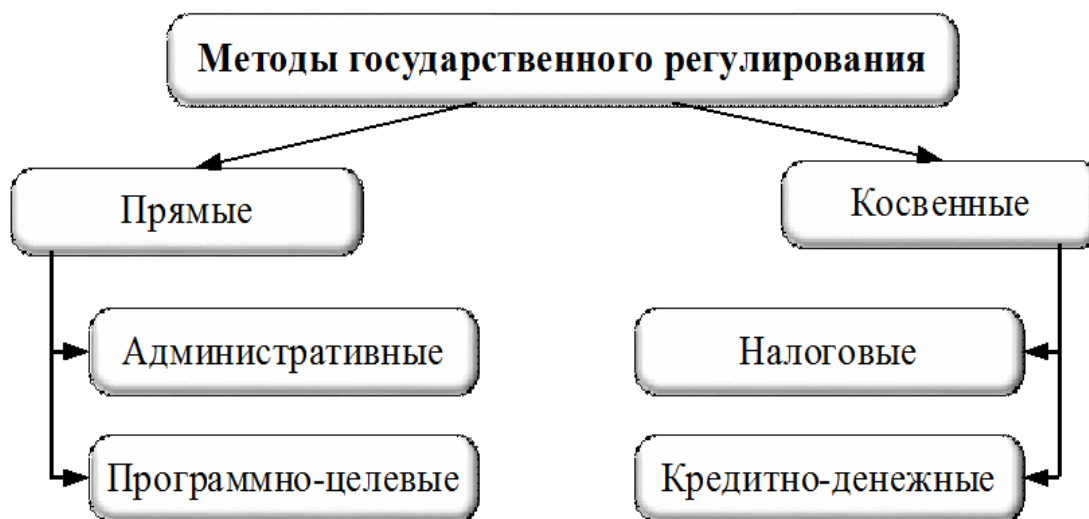 Методы государственного регулирования
Прямые
Косвенные
Административные
Налоговые
Программно-целевые
Кредитно-денежные